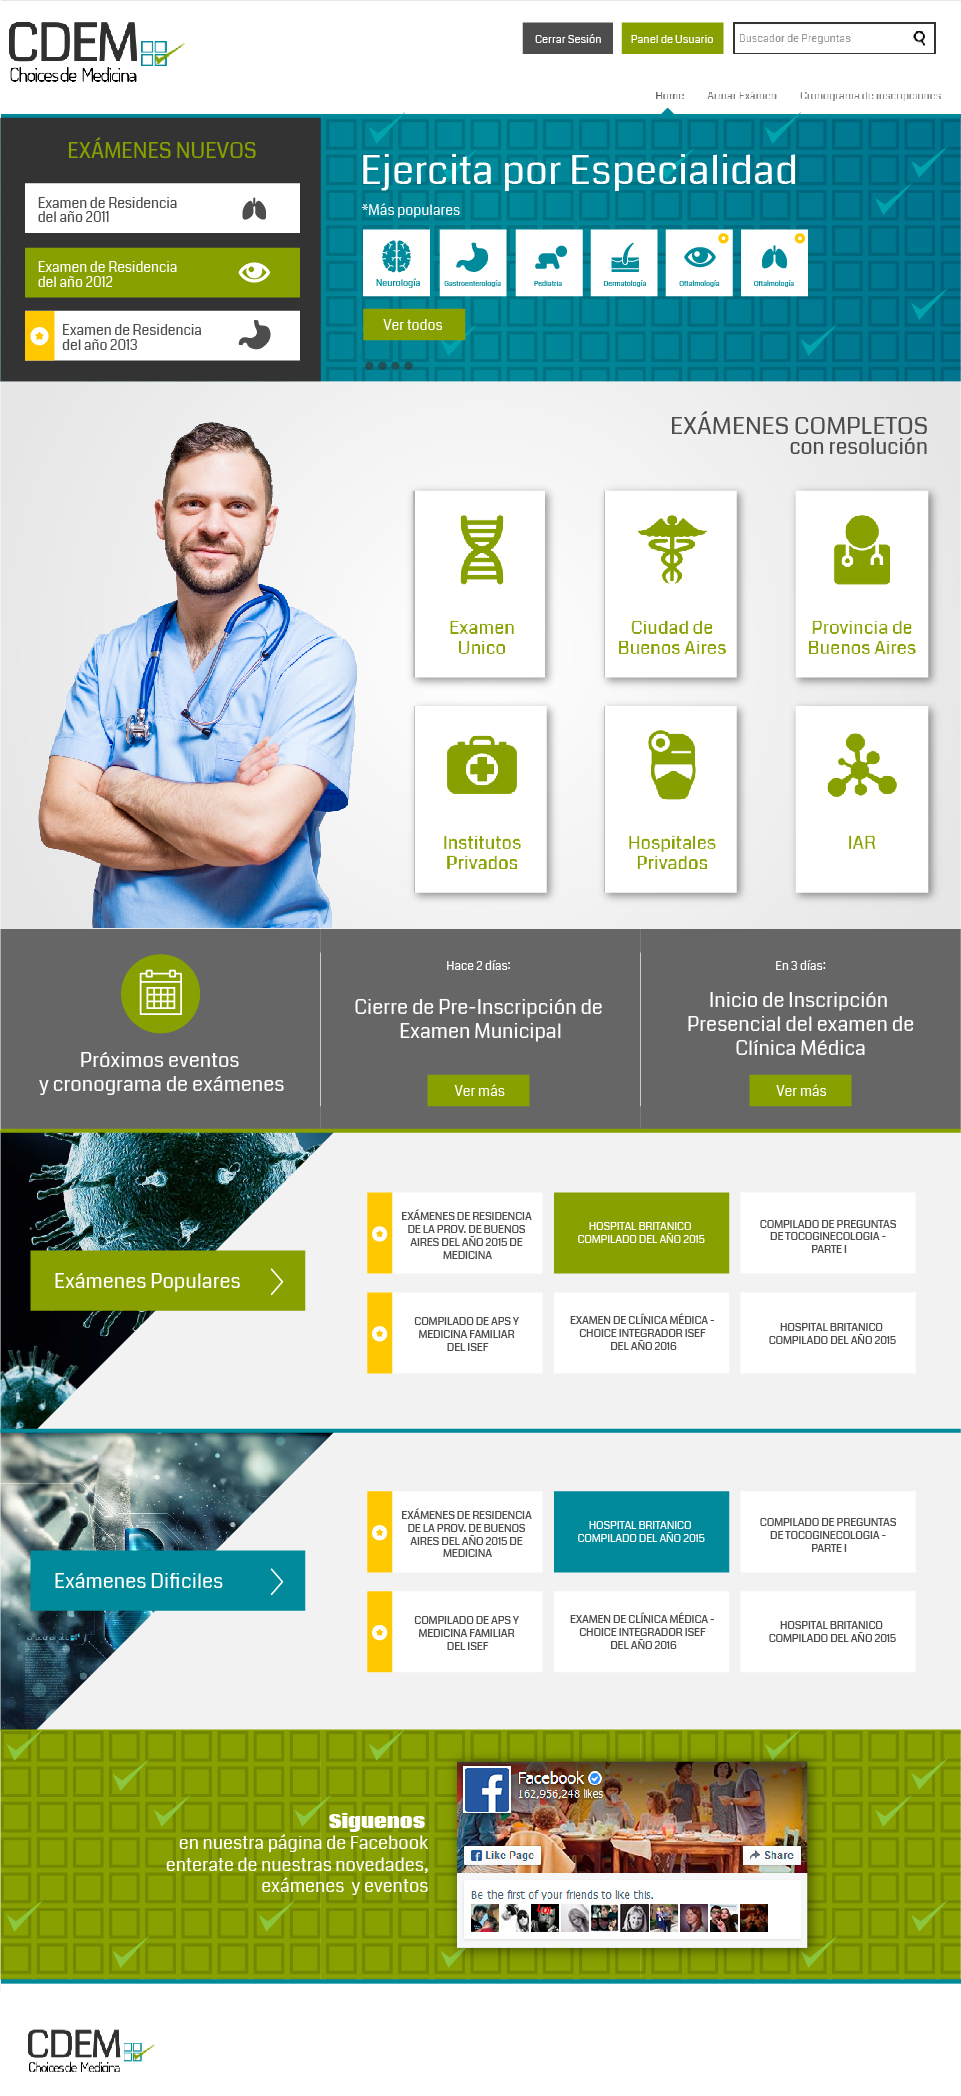 CDEM
Choices de Medicina
Cerrar Sesión
Panel de Usuario
Buscador de Preguntas
Home
Armar Exámen
Cronograma de inscripciones
EXÁMENES NUEVOS
Examen de Residencia
del año 2011
Examen de Residencia
del año 2012
Examen de Residencia
del año 2013
Ejercita por Especialidad
*Más populares
Neurología
Gastroenterología
Pediatría
Dermatología
Oftalmología
Oftalmología
Ver todos
EXÁMENES COMPLETOS
con resolución
Examen
Unico
Ciudad de
Buenos Aires
Provincia de
Buenos Aires
Institutos
Privados
Hospitales
Privados
IAR
Próximos eventos
y cronograma de exámenes
Hace 2 días:
Cierre de Pre-Inscripción de
Examen Municipal
Ver más
En 3 días:
Inicio de Inscripción
Presencial del examen de
Clínica Médica
Ver más
Exámenes Populares
EXÁMENES DE RESIDENCIA
DE LA PROV. DE BUENOS
AIRES DEL AÑO 2015 DE
MEDICINA
HOSPITAL BRITANICO
COMPILADO DEL AÑO 2015
COMPILADO DE PREGUNTAS
DE TOCOGINECOLOGIA -
PARTE I
COMPILADO DE APS Y
MEDICINA FAMILIAR
DEL ISEF
EXAMEN DE CLÍNICA MÉDICA -
CHOICE INTEGRADOR ISEF
DEL AÑO 2016
HOSPITAL BRITANICO
COMPILADO DEL AÑO 2015
Exámenes Dificiles
EXÁMENES DE RESIDENCIA
DE LA PROV. DE BUENOS
AIRES DEL AÑO 2015 DE
MEDICINA
HOSPITAL BRITANICO
COMPILADO DEL AÑO 2015
COMPILADO DE PREGUNTAS
DE TOCOGINECOLOGIA -
PARTE I
COMPILADO DE APS Y
MEDICINA FAMILIAR
DEL ISEF
EXAMEN DE CLÍNICA MÉDICA -
CHOICE INTEGRADOR ISEF
DEL AÑO 2016
HOSPITAL BRITANICO
COMPILADO DEL AÑO 2015
Siguenos
en nuestra página de Facebook
enterate de nuestras novedades,
exámenes y eventos
Facebook
162,956,248 likes
Like Page
Share
Be the first of your friends to like this.
CDEM
Choices de Medicina